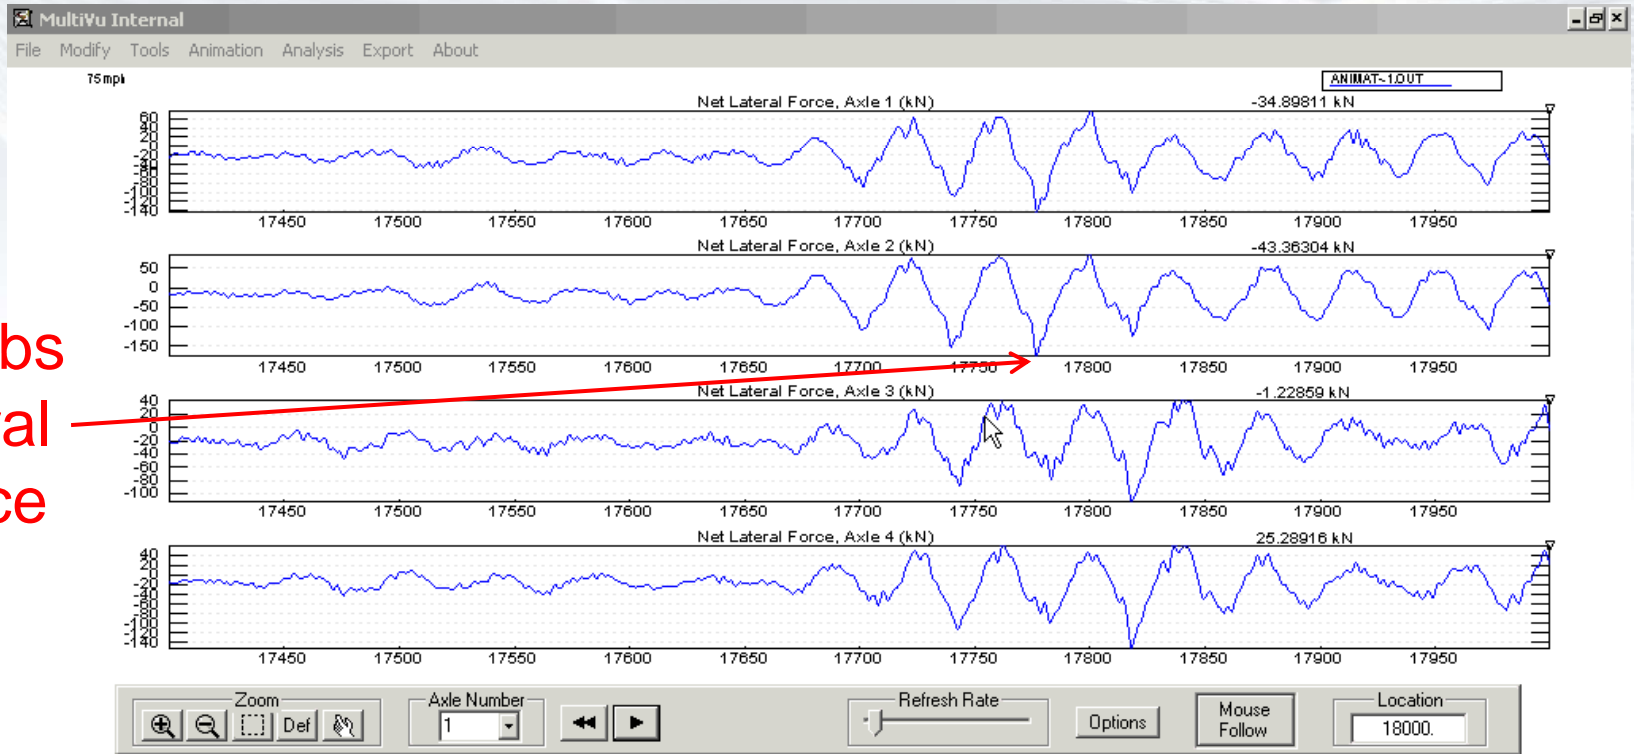 MultiVu Internal
File Modify Tools Animation Analysis Export About
75 mph
ANIMAT~1.OUT
Net Lateral Force, Axle 1 (kN) -34.89811 kN
60
40
20
-20
-40
-80
-100
-120
-140
17450 17500 17550 17600 17650 17700 17750 17800 17850 17900 17950
Net Lateral Force, Axle 2 (kN) -43.36304 kN
50
0
-50
-100
-150
17450 17500 17550 17600 17650 17700 17750 17800 17850 17900 17950
bs
al
ce
Net Lateral Force, Axle 3 (kN) -1.22859 kN
40
20
0
-20
-40
-60
-80
-100
17450 17500 17550 17600 17650 17700 17750 17800 17850 17900 17950
Net Lateral Force, Axle 4 (kN) 25.28916 kN
40
20
-20
-40
-60
-80
-100
-140
17450 17500 17550 17600 17650 17700 17750 17800 17850 17900 17950
Zoom Axle Number Refresh Rate Location
Def 1 Options Mouse Follow 18000.